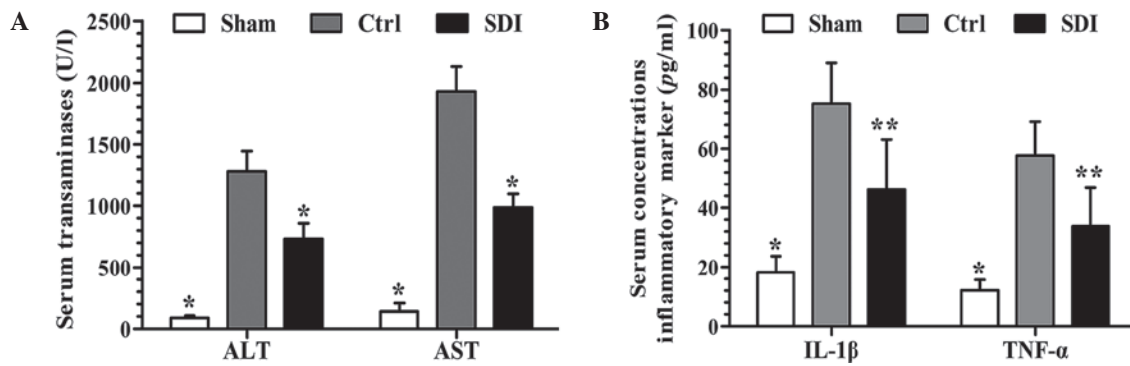 A
Serum transaminases (U/l)
Sham Ctrl SDI
2500
2000
1500
1000
500
0
*
*
*
*
ALT AST
B
Serum concentrations
inflammatory marker (pg/ml)
Sham Ctrl SDI
100
80
60
40
20
0
*
**
*
**
IL-1β TNF-α